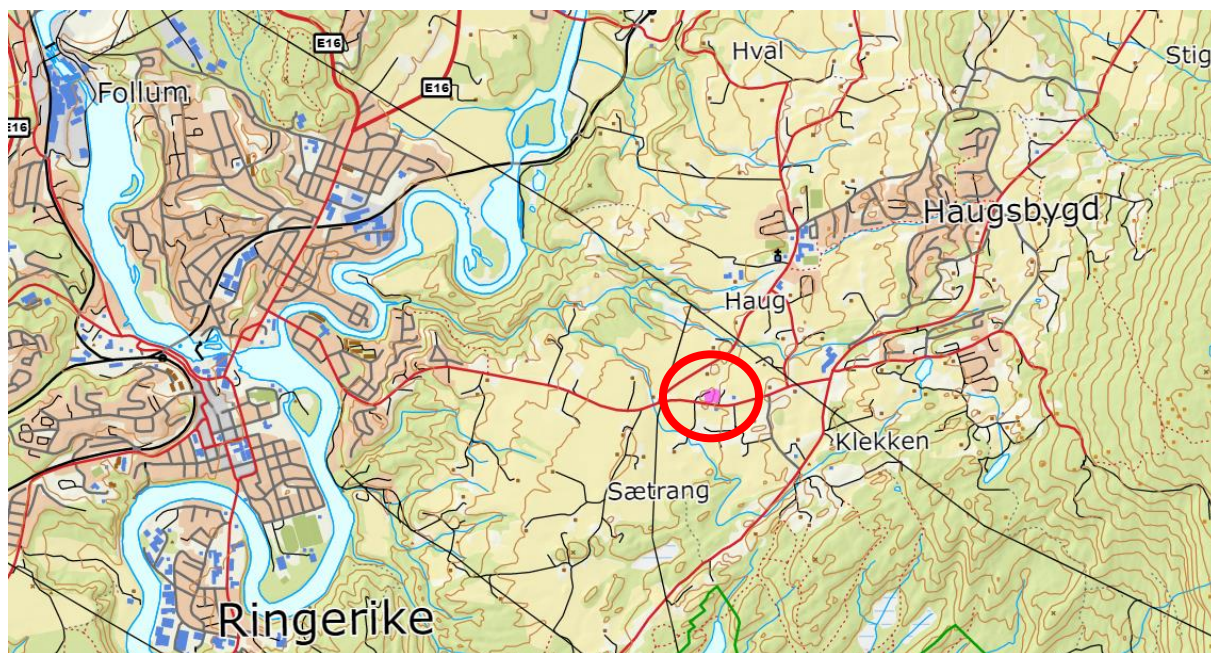 E16
Hval
Stig
E16
Follum
E16
Haugsbygd
Haug
Klekken
Sætrang
Ringerike